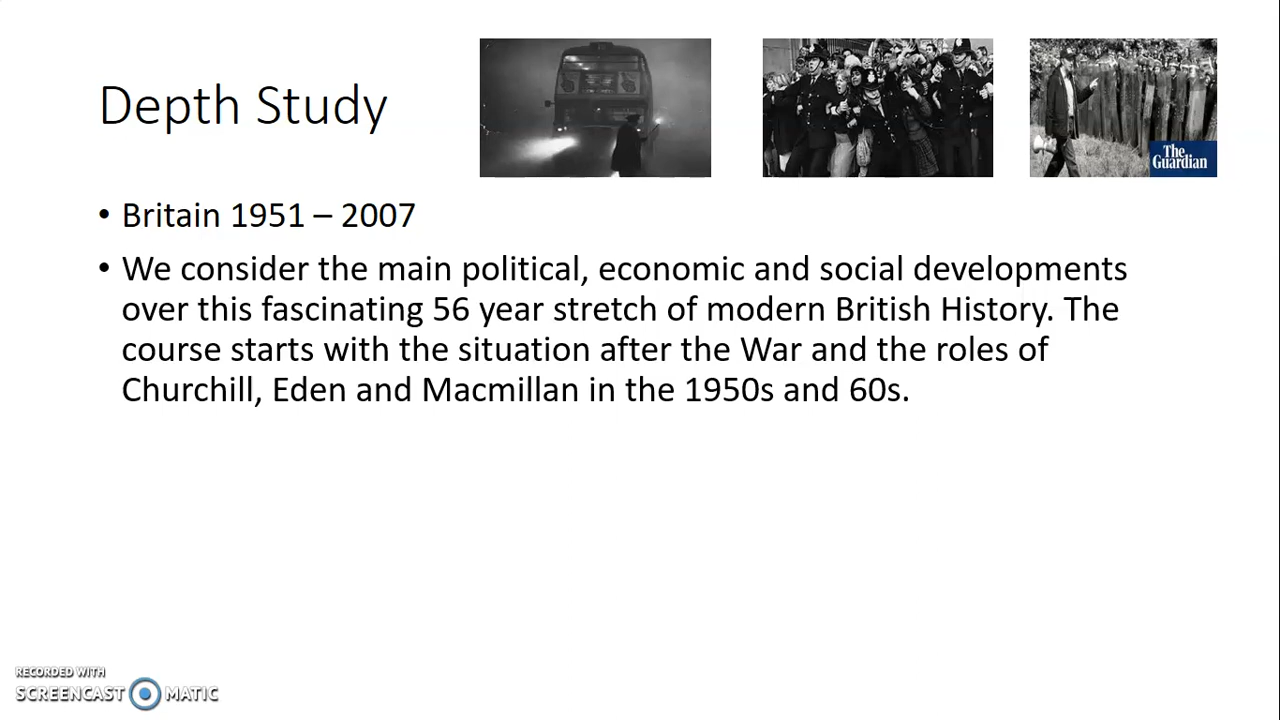 Depth Study
The
Guardian
• Britain 1951 – 2007
• We consider the main political, economic and social developments
over this fascinating 56 year stretch of modern British History. The
course starts with the situation after the War and the roles of
Churchill, Eden and Macmillan in the 1950s and 60s.
RECORDED WITH
SCREENCAST MATIC